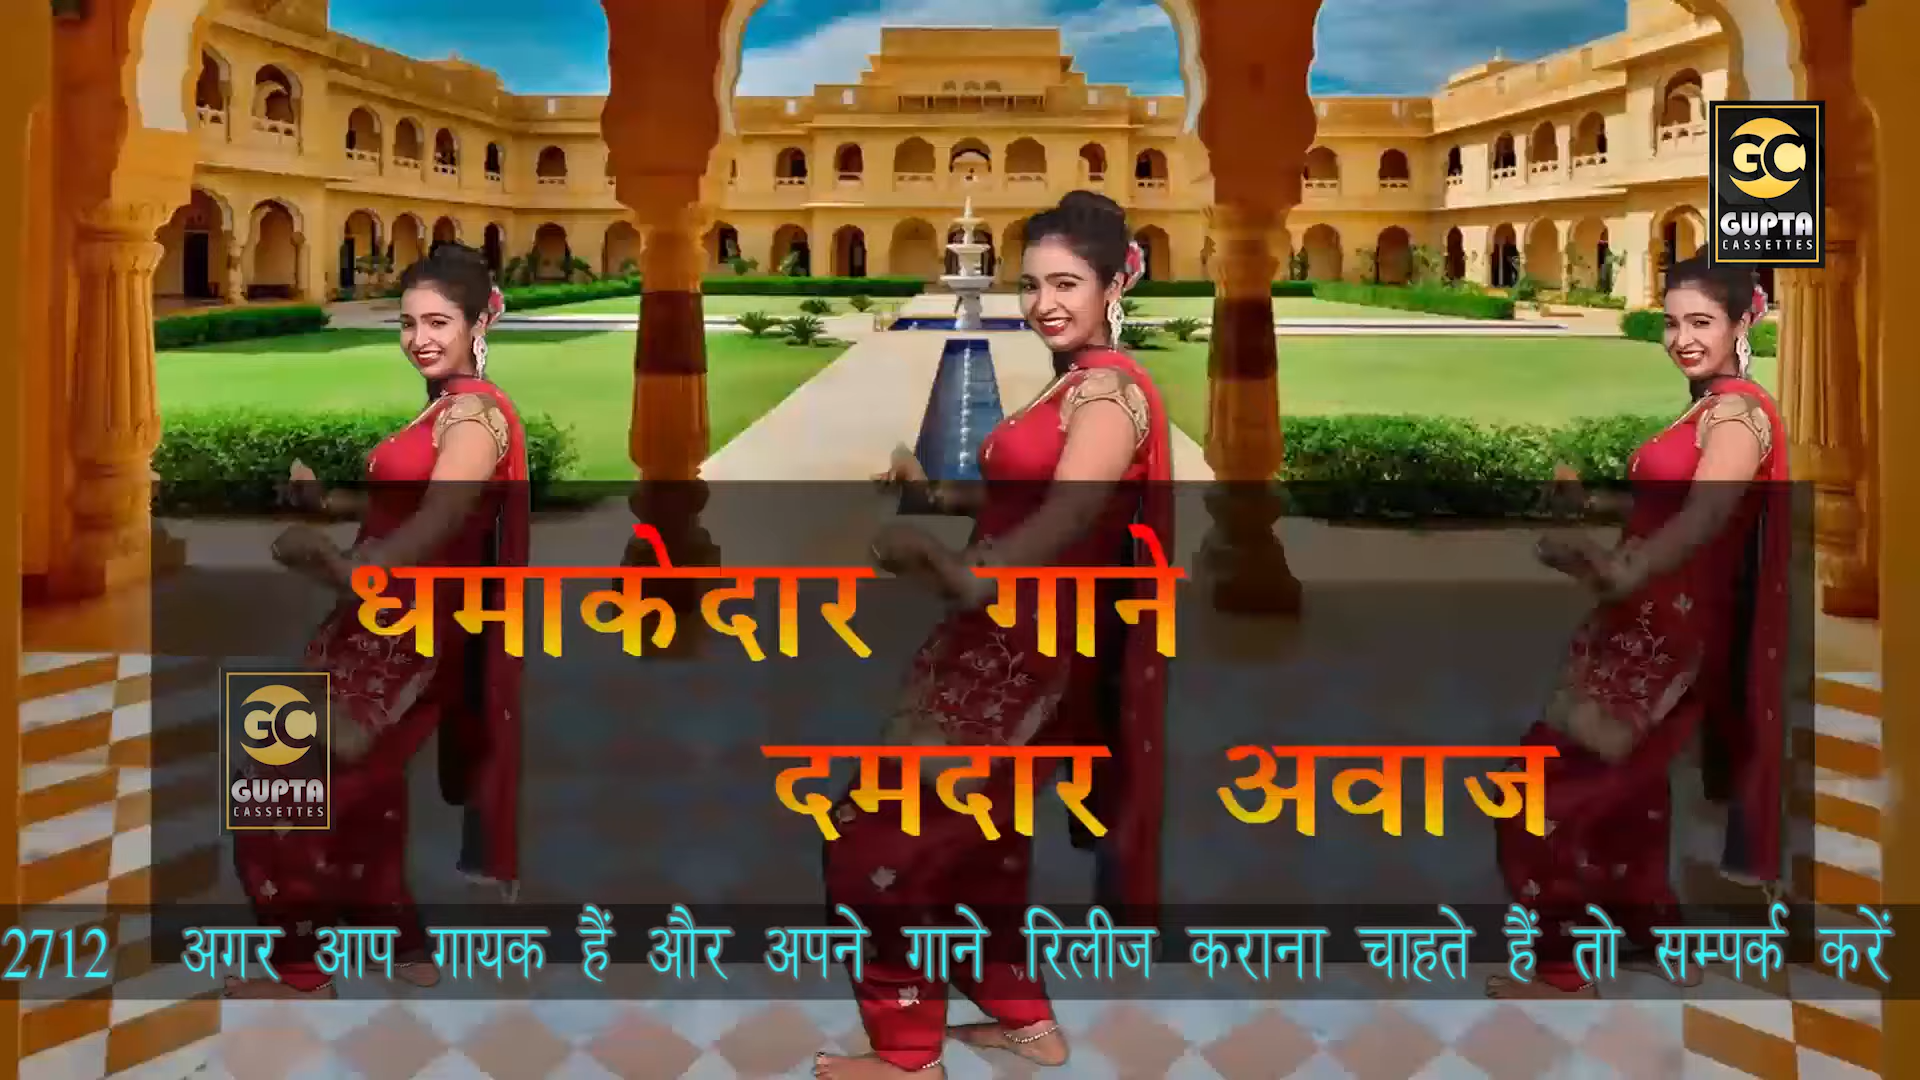 GC
GUPTA
CASSETTES
धमाकेदार गाने
GC
GUPTA
CASSETTES
दमदार अवाज
2712 अगर आप गायक हैं और अपने गाने रिलीज कराना चाहते हैं तो सम्पर्क करें